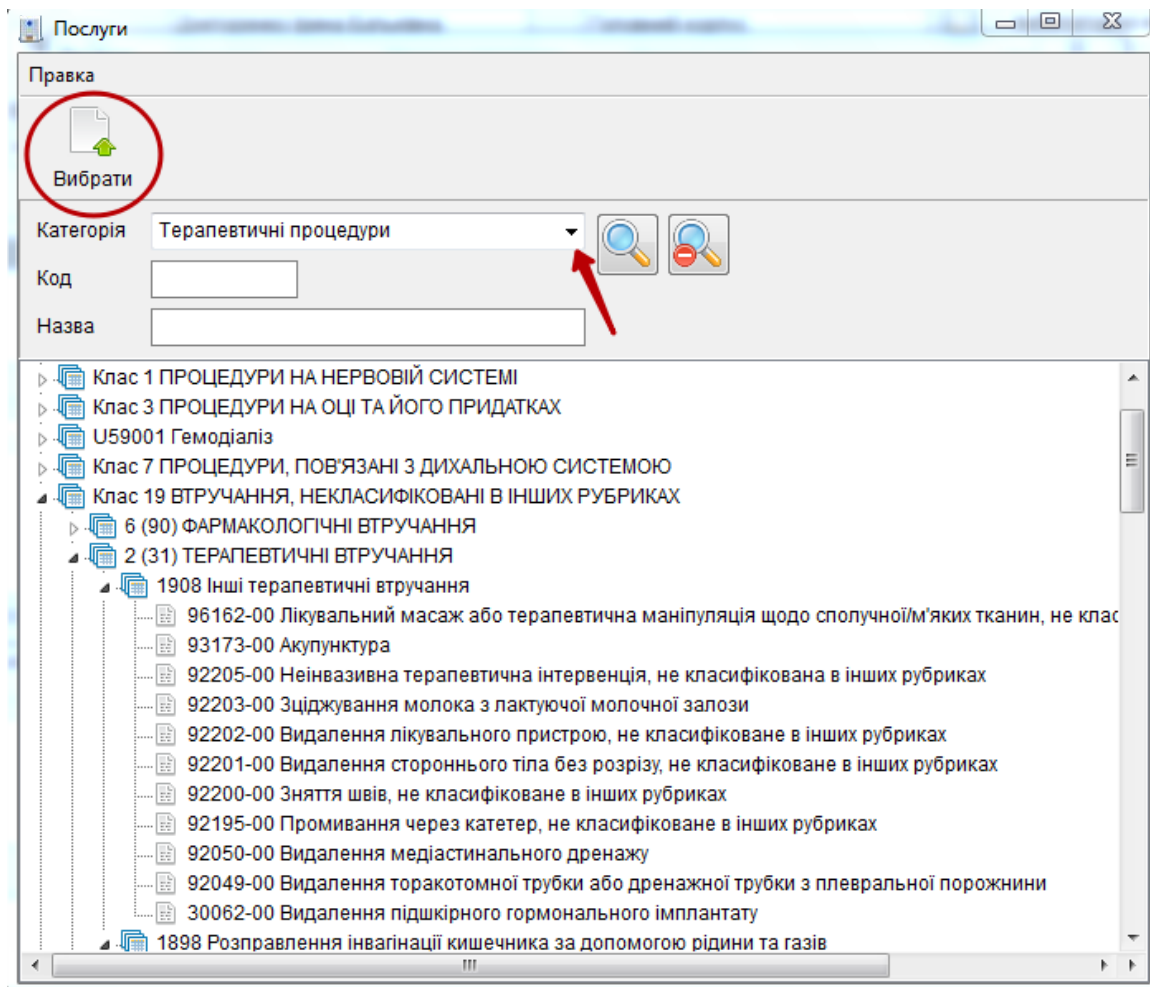 Послуги
Правка
Вибрати
Категорія Терапевтичні процедури
Код
Назва
Клас 1 ПРОЦЕДУРИ НА НЕРВОВІЙ СИСТЕМІ
Клас 3 ПРОЦЕДУРИ НА ОЦІ ТА ЙОГО ПРИДАТКАХ
U59001 Гемодіаліз
Клас 7 ПРОЦЕДУРИ, ПОВ'ЯЗАНІ З ДИХАЛЬНОЮ СИСТЕМОЮ
Клас 19 ВТРУЧАННЯ, НЕКЛАСИФІКОВАНІ В ІНШИХ РУБРИКАХ
6 (90) ФАРМАКОЛОГІЧНІ ВТРУЧАННЯ
2 (31) ТЕРАПЕВТИЧНІ ВТРУЧАННЯ
1908 Інші терапевтичні втручання
96162-00 Лікувальний масаж або терапевтична маніпуляція щодо сполучної/м'яких тканин, не клас
93173-00 Акупунктура
92205-00 Неінвазивна терапевтична інтервенція, не класифікована в інших рубриках
92203-00 Зціджування молока з лактуючої молочної залози
92202-00 Видалення лікувального пристрою, не класифіковане в інших рубриках
92201-00 Видалення стороннього тіла без розрізу, не класифіковане в інших рубриках
92200-00 Зняття швів, не класифіковане в інших рубриках
92195-00 Промивання через катетер, не класифіковане в інших рубриках
92050-00 Видалення медіастинального дренажу
92049-00 Видалення торакотомної трубки або дренажної трубки з плевральної порожнини
30062-00 Видалення підшкірного гормонального імплантату
1898 Розправлення інвагінації кишечника за допомогою рідини та газів